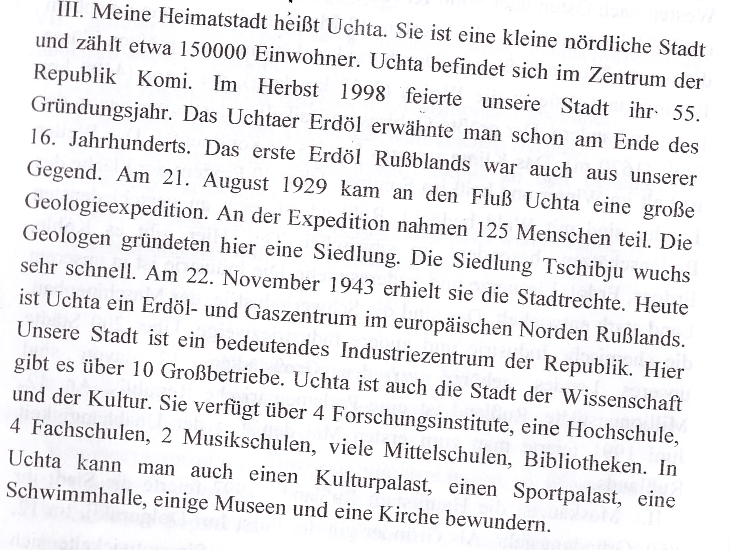 III. Meine Heimatstadt heißt Uchta. Sie ist eine kleine nördliche Stadt
und zählt etwa 150000 Einwohner. Uchta befindet sich im Zentrum der
Republik Komi. Im Herbst 1998 feierte unsere Stadt ihr 55.
Gründungsjahr. Das Uchtaer Erdöl erwähnte man schon am Ende des
16. Jahrhunderts. Das erste Erdöl Rußblands war auch aus unserer
Gegend. Am 21. August 1929 kam an den Fluß Uchta eine große
Geologieexpedition. An der Expedition nahmen 125 Menschen teil. Die
Geologen gründeten hier eine Siedlung. Die Siedlung Tschibju wuchs
sehr schnell. Am 22. November 1943 erhielt sie die Stadtrechte. Heute
ist Uchta ein Erdöl- und Gaszentrum im europäischen Norden Rußlands.
Unsere Stadt ist ein bedeutendes Industriezentrum der Republik. Hier
gibt es über 10 Großbetriebe. Uchta ist auch die Stadt der Wissenschaft
und der Kultur. Sie verfügt über 4 Forschungsinstitute, eine Hochschule,
4 Fachschulen, 2 Musikschulen, viele Mittelschulen, Bibliotheken. In
Uchta kann man auch einen Kulturpalast, einen Sportpalast, eine
Schwimmhalle, einige Museen und eine Kirche bewundern.